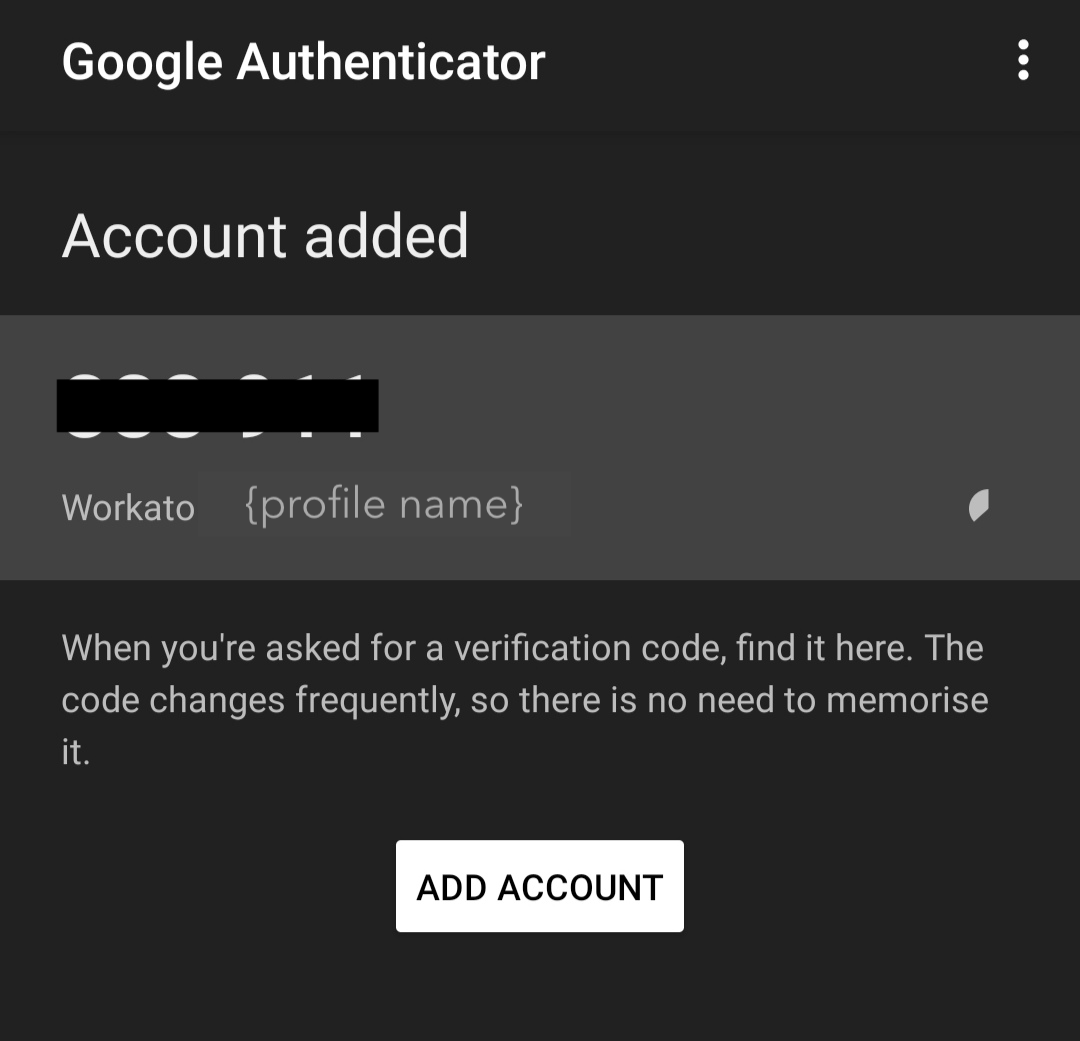 Google Authenticator
Account added
Workato {profile name}
When you're asked for a verification code, find it here. The
code changes frequently, so there is no need to memorise
it.
ADD ACCOUNT